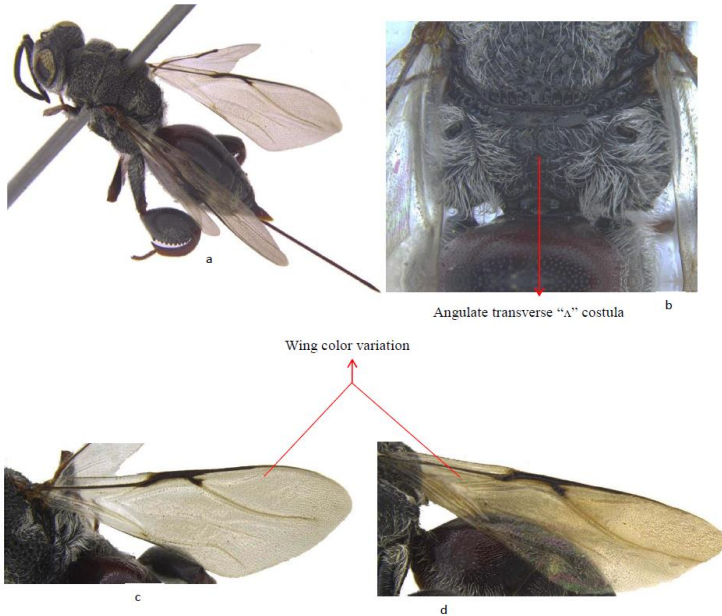 a
b
Angulate transverse “ʌ” costula
Wing color variation
c
d